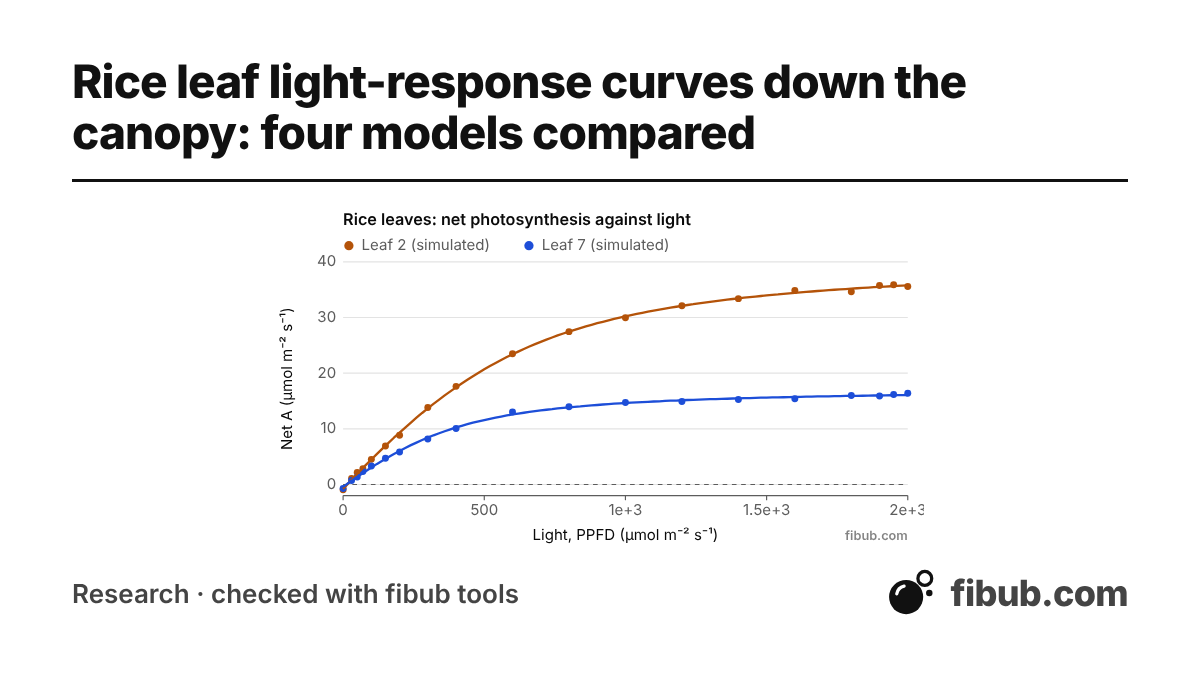 Rice leaf light-response curves down the
canopy: four models compared
Rice leaves: net photosynthesis against light
Leaf 2 (simulated) Leaf 7 (simulated)
40
30
20
10
0
Net A (μmol m⁻² s⁻¹)
0 500 1e+3 1.5e+3 2e+3
Light, PPFD (μmol m⁻² s⁻¹)
fibub.com
Research · checked with fibub tools
fibub.com